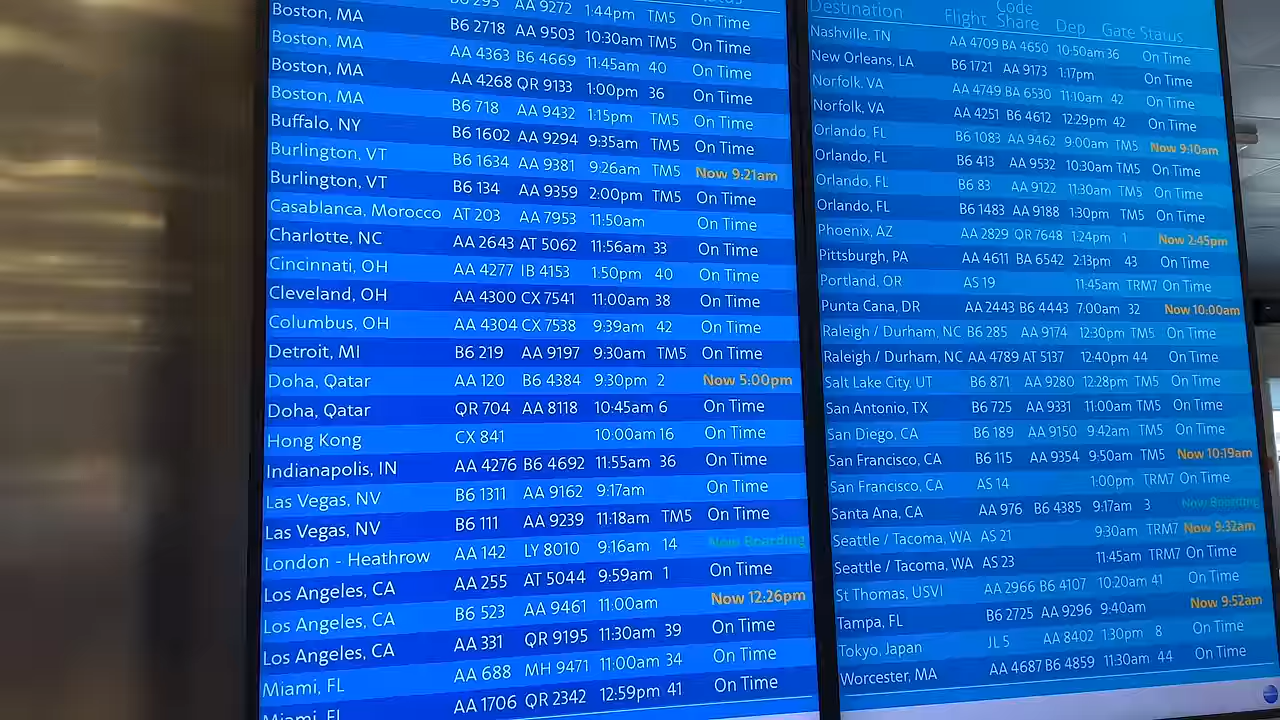 B6 295 AA 9272 1:44pm TM5 On Time
Boston, MA B6 2718 AA 9503 10:30am TM5 On Time
Boston, MA AA 4363 B6 4669 11:45am 40 On Time
Boston, MA AA 4268 QR 9133 1:00pm 36 On Time
Boston, MA B6 718 AA 9432 1:15pm TM5 On Time
Buffalo, NY B6 1602 AA 9294 9:35am TM5 On Time
Burlington, VT B6 1634 AA 9381 9:26am TM5 Now 9:21am
Burlington, VT B6 134 AA 9359 2:00pm TM5 On Time
Casablanca, Morocco AT 203 AA 7953 11:50am On Time
Charlotte, NC AA 2643 AT 5062 11:56am 33 On Time
Cincinnati, OH AA 4277 IB 4153 1:50pm 40 On Time
Cleveland, OH AA 4300 CX 7541 11:00am 38 On Time
Columbus, OH AA 4304 CX 7538 9:39am 42 On Time
Detroit, MI B6 219 AA 9197 9:30am TM5 On Time
Doha, Qatar AA 120 B6 4384 9:30pm 2 Now 5:00pm
Doha, Qatar QR 704 AA 8118 10:45am 6 On Time
Hong Kong CX 841 10:00am 16 On Time
Indianapolis, IN AA 4276 B6 4692 11:55am 36 On Time
Las Vegas, NV B6 1311 AA 9162 9:17am On Time
Las Vegas, NV B6 111 AA 9239 11:18am TM5 On Time
London - Heathrow AA 142 LY 8010 9:16am 14 Now Boarding
Los Angeles, CA AA 255 AT 5044 9:59am 1 On Time
Los Angeles, CA B6 523 AA 9461 11:00am Now 12:26pm
Los Angeles, CA AA 331 QR 9195 11:30am 39 On Time
Miami, FL AA 688 MH 9471 11:00am 34 On Time
Miami, FL AA 1706 QR 2342 12:59pm 41 On Time
Destination Flight Code Share Dep Gate Status
Nashville, TN AA 4709 BA 4650 10:50am 36 On Time
New Orleans, LA B6 1721 AA 9173 1:17pm On Time
Norfolk, VA AA 4749 BA 6530 11:10am 42 On Time
Norfolk, VA AA 4251 B6 4612 12:29pm 42 On Time
Orlando, FL B6 1083 AA 9462 9:00am TM5 Now 9:10am
Orlando, FL B6 413 AA 9532 10:30am TM5 On Time
Orlando, FL B6 83 AA 9122 11:30am TM5 On Time
Orlando, FL B6 1483 AA 9188 1:30pm TM5 On Time
Phoenix, AZ AA 2829 QR 7648 1:24pm 1 Now 2:45pm
Pittsburgh, PA AA 4611 BA 6542 2:13pm 43 On Time
Portland, OR AS 19 11:45am TRM7 On Time
Punta Cana, DR AA 2443 B6 4443 7:00am 32 Now 10:00am
Raleigh / Durham, NC B6 285 AA 9174 12:30pm TM5 On Time
Raleigh / Durham, NC AA 4789 AT 5137 12:40pm 44 On Time
Salt Lake City, UT B6 871 AA 9280 12:28pm TM5 On Time
San Antonio, TX B6 725 AA 9331 11:00am TM5 On Time
San Diego, CA B6 189 AA 9150 9:42am TM5 On Time
San Francisco, CA B6 115 AA 9354 9:50am TM5 Now 10:19am
San Francisco, CA AS 14 1:00pm TRM7 On Time
Santa Ana, CA AA 976 B6 4385 9:17am 3 Now Boarding
Seattle / Tacoma, WA AS 21 9:30am TRM7 Now 9:32am
Seattle / Tacoma, WA AS 23 11:45am TRM7 On Time
St Thomas, USVI AA 2966 B6 4107 10:20am 41 On Time
Tampa, FL B6 2725 AA 9296 9:40am Now 9:52am
Tokyo, Japan JL 5 AA 8402 1:30pm 8 On Time
Worcester, MA AA 4687 B6 4859 11:30am 44 On Time